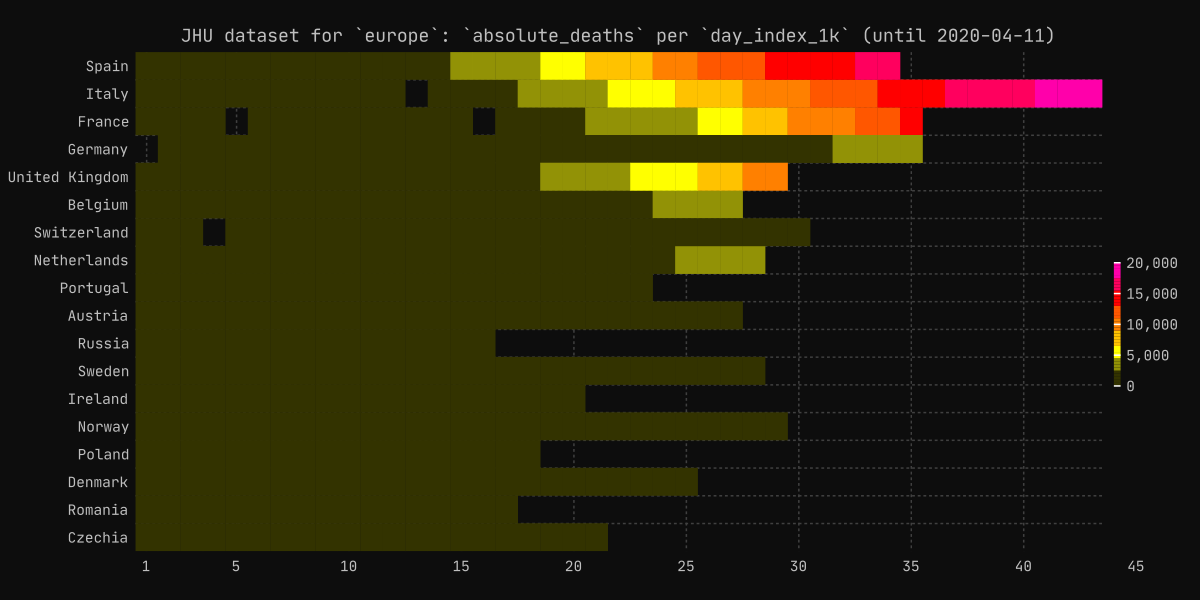 JHU dataset for `europe`: `absolute_deaths` per `day_index_1k` (until 2020-04-11)
Spain
Italy
France
Germany
United Kingdom
Belgium
Switzerland
Netherlands
Portugal
Austria
Russia
Sweden
Ireland
Norway
Poland
Denmark
Romania
Czechia
20,000
15,000
10,000
5,000
0
1 5 10 15 20 25 30 35 40 45